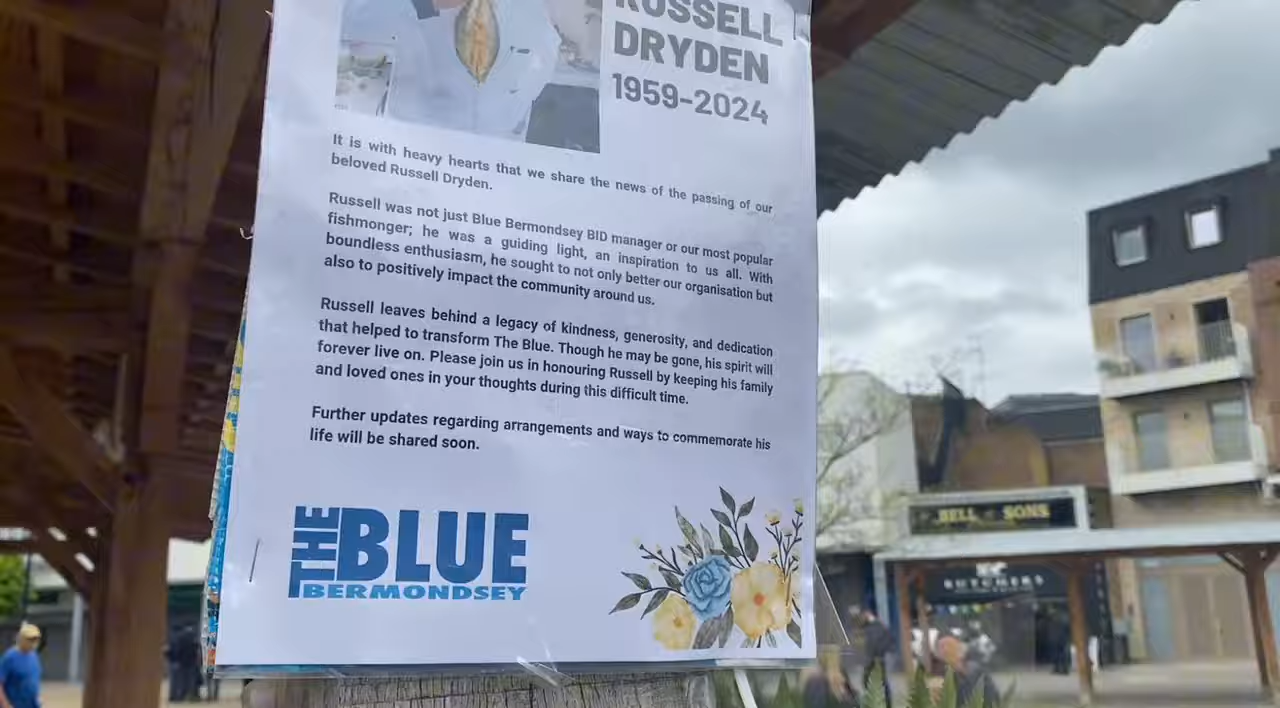 RUSSELL
DRYDEN
1959-2024
It is with heavy hearts that we share the news of the passing of our
beloved Russell Dryden.
Russell was not just Blue Bermondsey BID manager or our most popular
fishmonger; he was a guiding light, an inspiration to us all. With
boundless enthusiasm, he sought to not only better our organisation but
also to positively impact the community around us.
Russell leaves behind a legacy of kindness, generosity, and dedication
that helped to transform The Blue. Though he may be gone, his spirit will
forever live on. Please join us in honouring Russell by keeping his family
and loved ones in your thoughts during this difficult time.
Further updates regarding arrangements and ways to commemorate his
life will be shared soon.
THE BLUE
BERMONDSEY
BELL & SONS
BUTCHERS